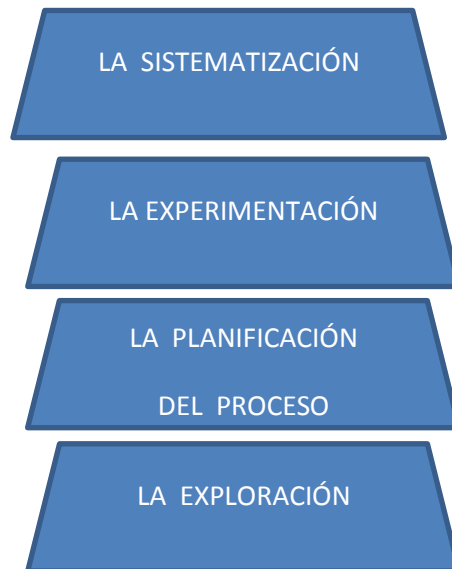 LA SISTEMATIZACIÓN
LA EXPERIMENTACIÓN
LA PLANIFICACIÓN
DEL PROCESO
LA EXPLORACIÓN